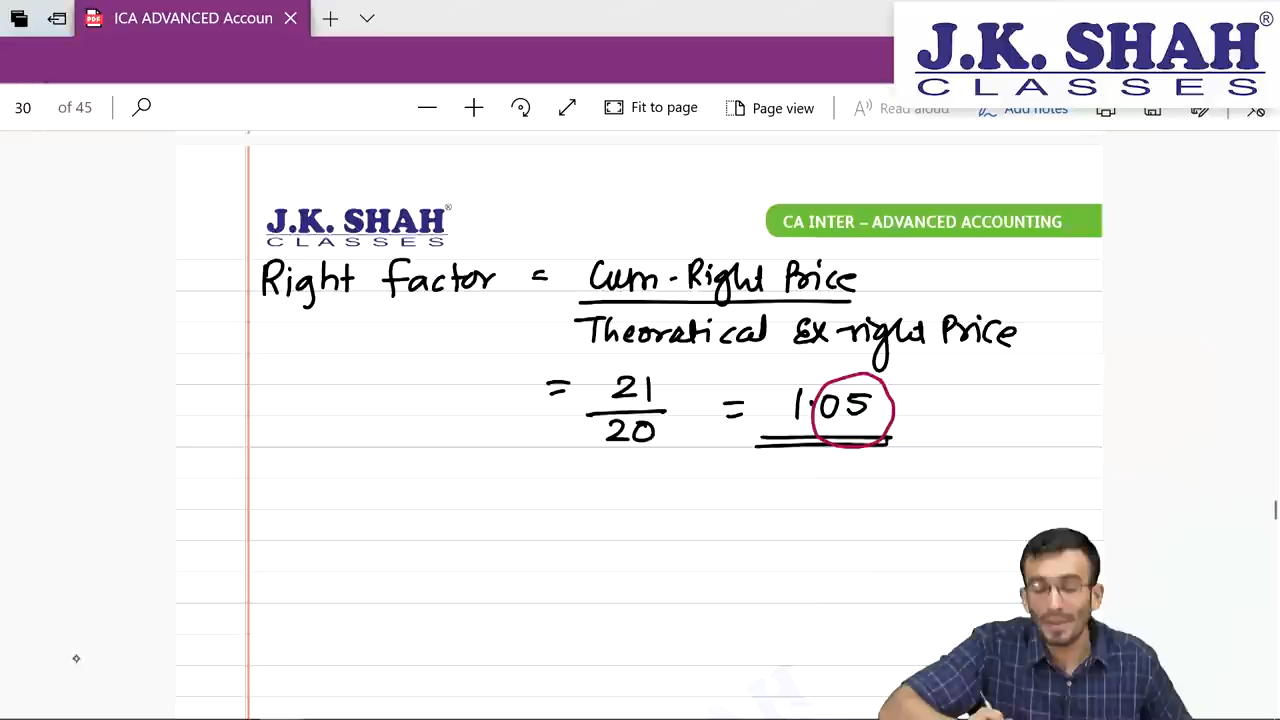 ICA ADVANCED Accoun
J.K. SHAH®
CLASSES
30 of 45
Fit to page
Page view
Read aloud
Add notes
J.K. SHAH®
CLASSES
CA INTER – ADVANCED ACCOUNTING
Right factor = Cum-Right Price
Theoratical Ex-right Price
= 21
20
= 1.05